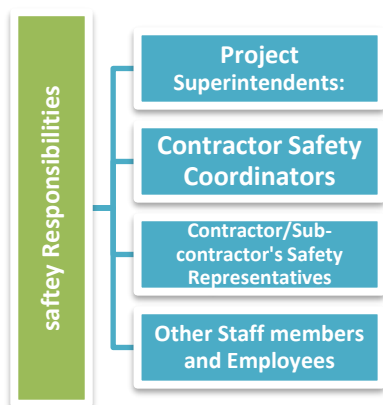 saftey Responsibilities
Project
Superintendents:
Contractor Safety
Coordinators
Contractor/Sub-
contractor's Safety
Representatives
Other Staff members
and Employees